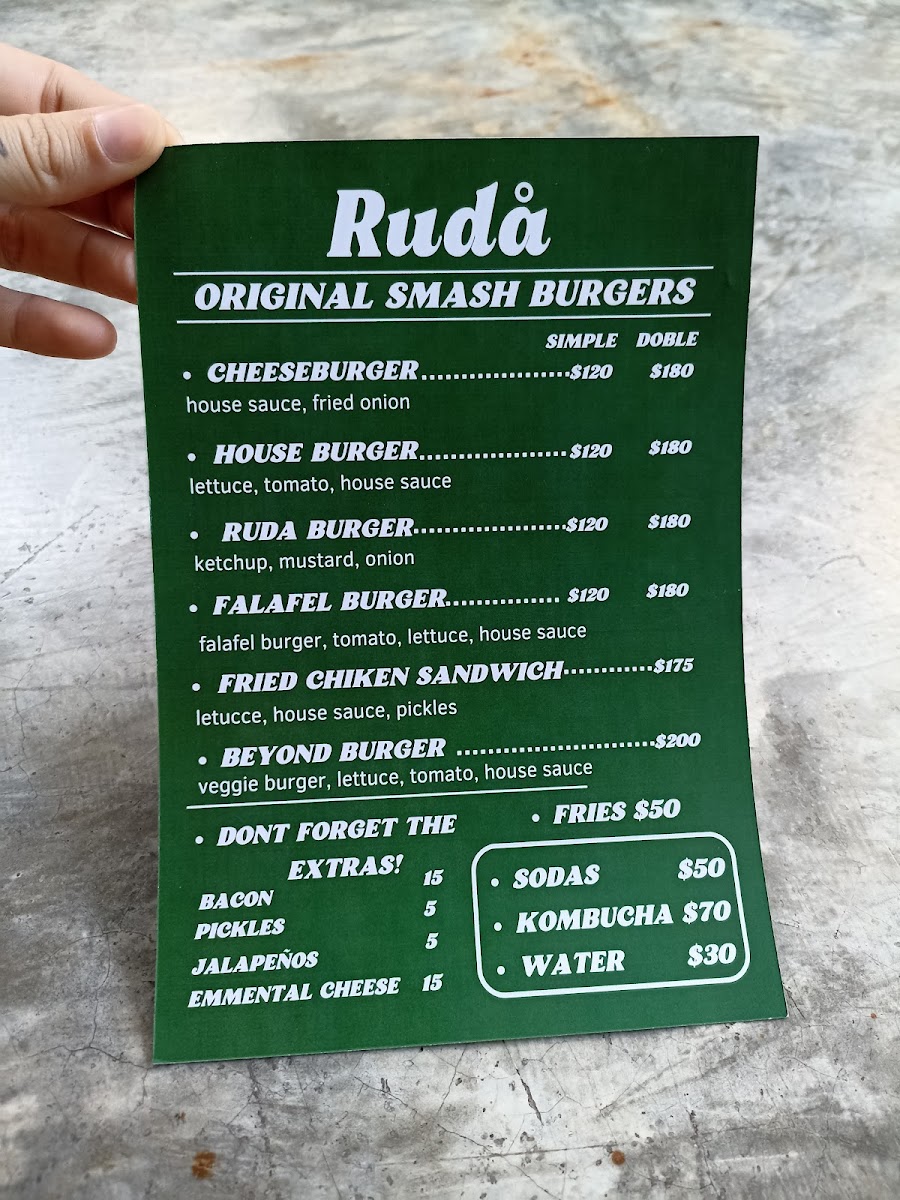 Rudå
ORIGINAL SMASH BURGERS
SIMPLE DOBLE
• CHEESEBURGER...................$120 $180
house sauce, fried onion
• HOUSE BURGER...................$120 $180
lettuce, tomato, house sauce
• RUDA BURGER...................$120 $180
ketchup, mustard, onion
• FALAFEL BURGER............... $120 $180
falafel burger, tomato, lettuce, house sauce
• FRIED CHIKEN SANDWICH............$175
letucce, house sauce, pickles
• BEYOND BURGER ..........................$200
veggie burger, lettuce, tomato, house sauce
• DONT FORGET THE
EXTRAS!
BACON 15
PICKLES 5
JALAPEÑOS 5
EMMENTAL CHEESE 15
• FRIES $50
• SODAS $50
• KOMBUCHA $70
• WATER $30